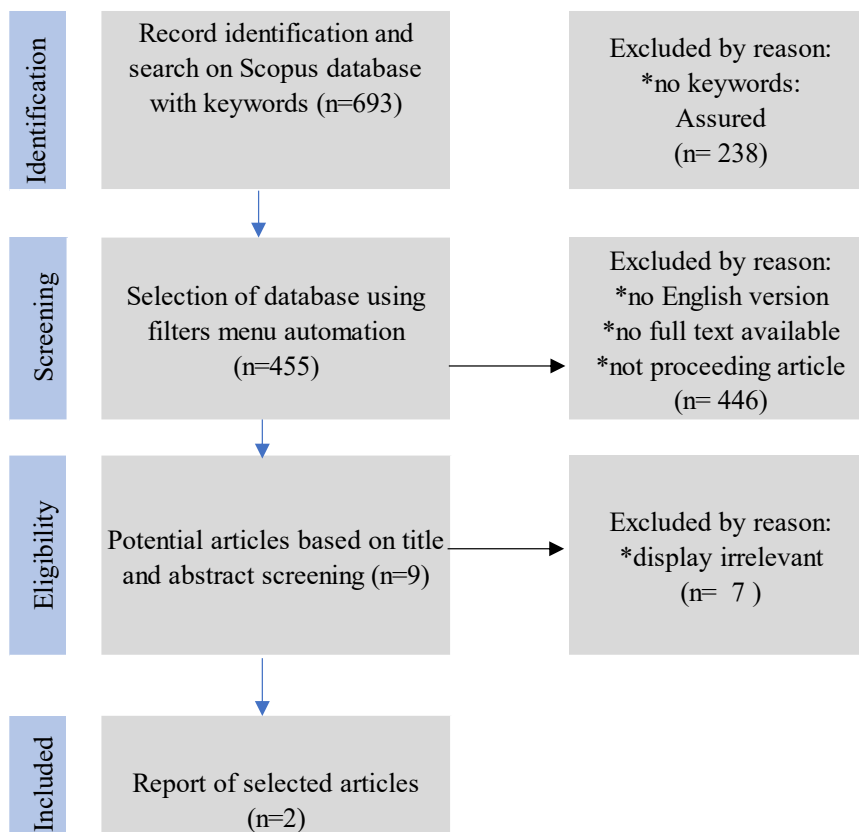 Identification
Record identification and
search on Scopus database
with keywords (n=693)
Excluded by reason:
*no keywords:
Assured
(n= 238)
Screening
Selection of database using
filters menu automation
(n=455)
Excluded by reason:
*no English version
*no full text available
*not proceeding article
(n= 446)
Eligibility
Potential articles based on title
and abstract screening (n=9)
Excluded by reason:
*display irrelevant
(n=  7 )
Included
Report of selected articles
(n=2)